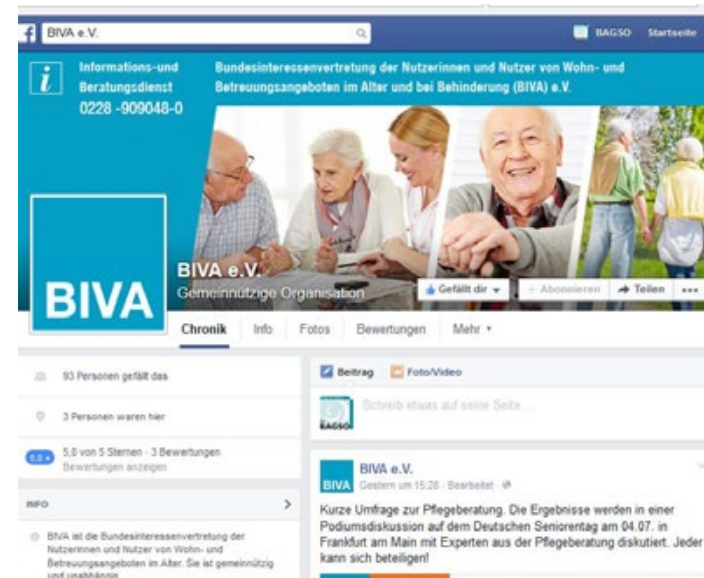 BIVA e.V.
BAGSO Startseite
i
Informations-und
Beratungsdienst
0228 -909048-0
Bundesinteressenvertretung der Nutzerinnen und Nutzer von Wohn- und
Betreuungsangeboten im Alter und bei Behinderung (BIVA) e.V.
BIVA
BIVA e.V.
Gemeinnützige Organisation
Gefällt dir
+ Abonnieren
Teilen
Chronik Info Fotos Bewertungen Mehr
93 Personen gefällt das
3 Personen waren hier
5,0
5,0 von 5 Sternen · 3 Bewertungen
Bewertungen anzeigen
INFO
BIVA ist die Bundesinteressenvertretung der
Nutzerinnen und Nutzer von Wohn- und
Betreuungsangeboten im Alter. Sie ist gemeinnützig
und unabhängig
Beitrag Foto/Video
BAGSO
Schreib etwas auf seine Seite ...
BIVA
BIVA e.V.
Gestern um 15:28 · Bearbeitet ·
Kurze Umfrage zur Pflegeberatung. Die Ergebnisse werden in einer
Podiumsdiskussion auf dem Deutschen Seniorentag am 04.07. in
Frankfurt am Main mit Experten aus der Pflegeberatung diskutiert. Jeder
kann sich beteiligen!